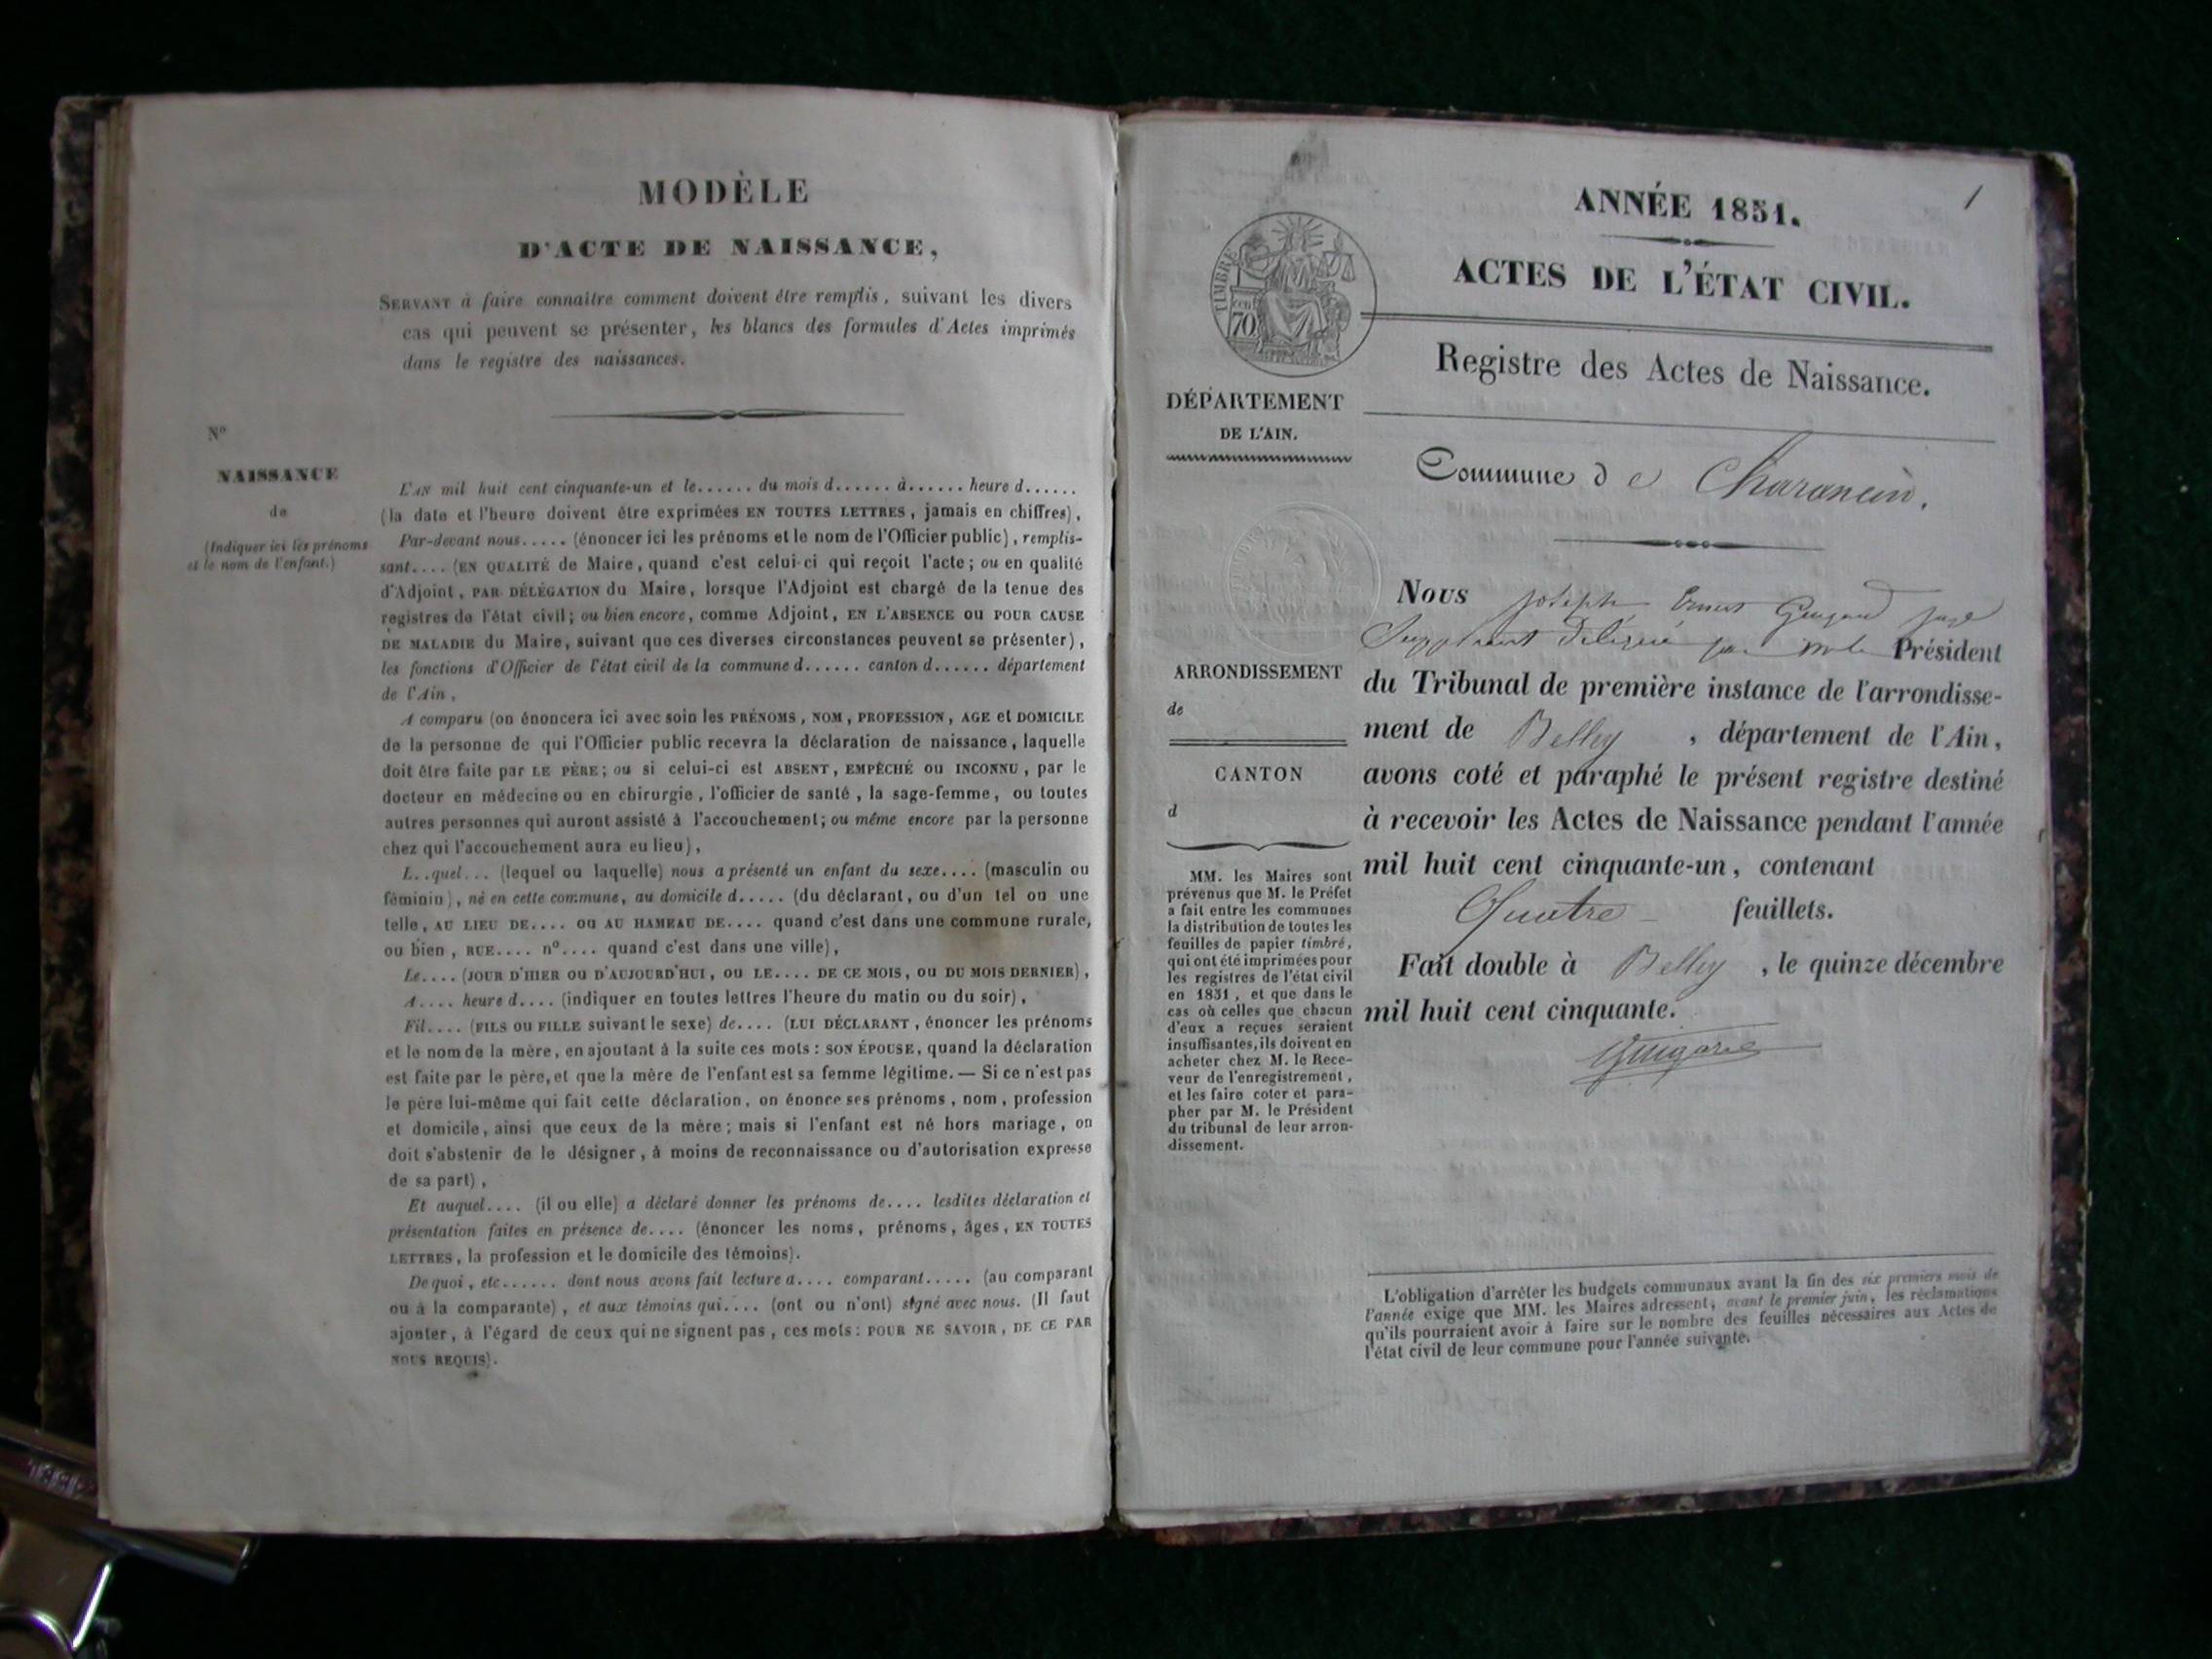 MODÈLE
D'ACTE DE NAISSANCE,
SERVANT à faire connaître comment doivent être remplis, suivant les divers
cas qui peuvent se présenter, les blancs des formules d'Actes imprimés
dans le registre des naissances.
N°
NAISSANCE
de
(Indiquer ici les prénoms
et le nom de l'enfant.)
L'AN mil huit cent cinquante-un et le...... du mois d...... à...... heure d......
(la date et l'heure doivent être exprimées EN TOUTES LETTRES, jamais en chiffres),
Par-devant nous..... (énoncer ici les prénoms et le nom de l'Officier public), remplis-
sant.... (EN QUALITÉ de Maire, quand c'est celui-ci qui reçoit l'acte; ou en qualité
d'Adjoint, PAR DÉLÉGATION du Maire, lorsque l'Adjoint est chargé de la tenue des
registres de l'état civil; ou bien encore, comme Adjoint, EN L'ABSENCE OU POUR CAUSE
DE MALADIE du Maire, suivant que ces diverses circonstances peuvent se présenter),
les fonctions d'Officier de l'état civil de la commune d...... canton d...... département
de l'Ain,
A comparu (on énoncera ici avec soin les PRÉNOMS, NOM, PROFESSION, AGE et DOMICILE
de la personne de qui l'Officier public recevra la déclaration de naissance, laquelle
doit être faite par LE PÈRE; ou si celui-ci est ABSENT, EMPÊCHÉ ou INCONNU, par le
docteur en médecine ou en chirurgie, l'officier de santé, la sage-femme, ou toutes
autres personnes qui auront assisté à l'accouchement; ou même encore par la personne
chez qui l'accouchement aura eu lieu),
L..quel... (lequel ou laquelle) nous a présenté un enfant du sexe.... (masculin ou
féminin), né en cette commune, au domicile d..... (du déclarant, ou d'un tel ou une
telle, AU LIEU DE.... OU AU HAMEAU DE.... quand c'est dans une commune rurale,
ou bien, RUE.... n°.... quand c'est dans une ville),
Le.... (JOUR D'HIER OU D'AUJOURD'HUI, OU LE.... DE CE MOIS, OU DU MOIS DERNIER),
A.... heure d.... (indiquer en toutes lettres l'heure du matin ou du soir),
Fil.... (FILS OU FILLE suivant le sexe) de.... (LUI DÉCLARANT, énoncer les prénoms
et le nom de la mère, en ajoutant à la suite ces mots: SON ÉPOUSE, quand la déclaration
est faite par le père, et que la mère de l'enfant est sa femme légitime. — Si ce n'est pas
le père lui-même qui fait cette déclaration, on énonce ses prénoms, nom, profession
et domicile, ainsi que ceux de la mère; mais si l'enfant est né hors mariage, on
doit s'abstenir de le désigner, à moins de reconnaissance ou d'autorisation expresse
de sa part),
Et auquel.... (il ou elle) a déclaré donner les prénoms de.... lesdites déclaration et
présentation faites en présence de.... (énoncer les noms, prénoms, âges, EN TOUTES
LETTRES, la profession et le domicile des témoins).
De quoi, etc...... dont nous avons fait lecture a.... comparant..... (au comparant
ou à la comparante), et aux témoins qui.... (ont ou n'ont) signé avec nous. (Il faut
ajouter, à l'égard de ceux qui ne signent pas, ces mots: POUR NE SAVOIR, DE CE PAR
NOUS REQUIS).
1
ANNÉE 1851.
ACTES DE L'ÉTAT CIVIL.
Registre des Actes de Naissance.
TIMBRE
70
DÉPARTEMENT
DE L'AIN.
Commune de Charancin.
ARRONDISSEMENT
de
CANTON
d
MM. les Maires sont
prévenus que M. le Préfet
a fait entre les communes
la distribution de toutes les
feuilles de papier timbré,
qui ont été imprimées pour
les registres de l'état civil
en 1851, et que dans le
cas où celles que chacun
d'eux a reçues seraient
insuffisantes, ils doivent en
acheter chez M. le Rece-
veur de l'enregistrement,
et les faire coter et para-
pher par M. le Président
du tribunal de leur arron-
dissement.
Nous Joseph Ernest juge
Suppléant délégué par Président
du Tribunal de première instance de l'arrondisse-
ment de Belley, département de l'Ain,
avons coté et paraphé le présent registre destiné
à recevoir les Actes de Naissance pendant l'année
mil huit cent cinquante-un, contenant
Quatre feuillets.
Fait double à Belley, le quinze décembre
mil huit cent cinquante.
L'obligation d'arrêter les budgets communaux avant la fin des six premiers mois de
l'année exige que MM. les Maires adressent, avant le premier juin, les réclamations
qu'ils pourraient avoir à faire sur le nombre des feuilles nécessaires aux Actes de
l'état civil de leur commune pour l'année suivante.